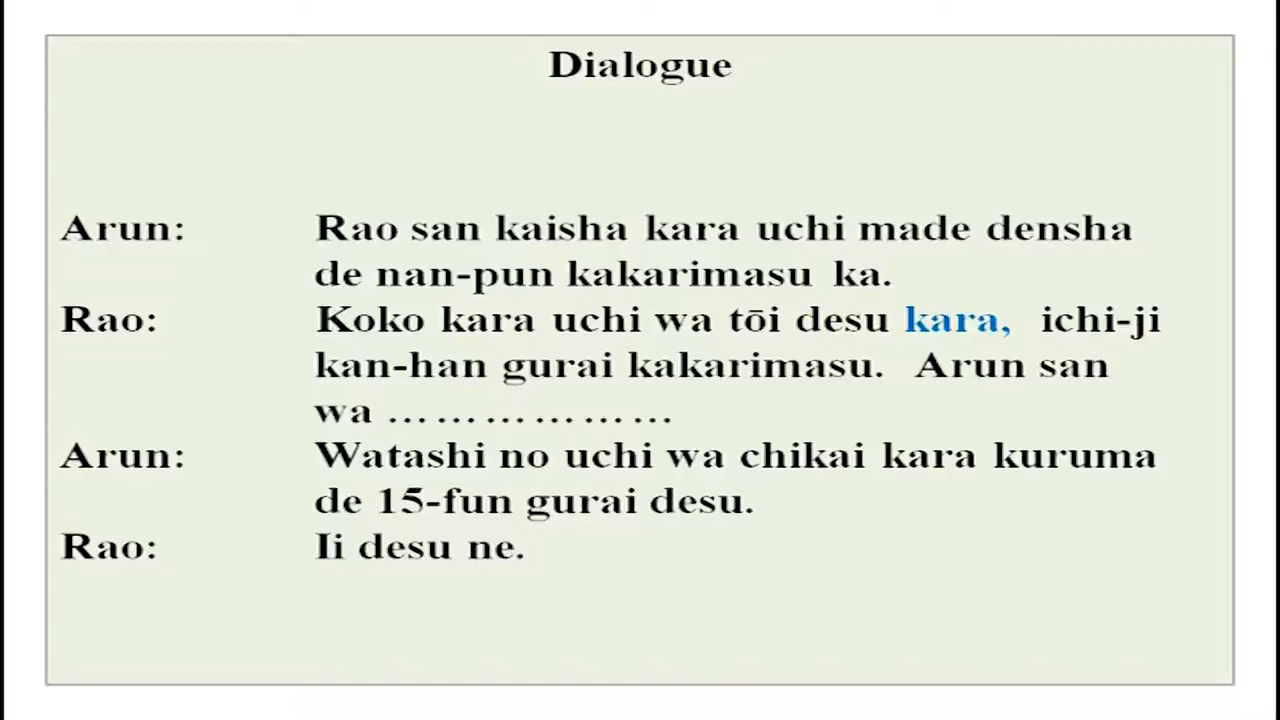 Dialogue
Arun: Rao san kaisha kara uchi made densha
de nan-pun kakarimasu ka.
Rao: Koko kara uchi wa tōi desu kara, ichi-ji
kan-han gurai kakarimasu. Arun san
wa ………………
Arun: Watashi no uchi wa chikai kara kuruma
de 15-fun gurai desu.
Rao: Ii desu ne.